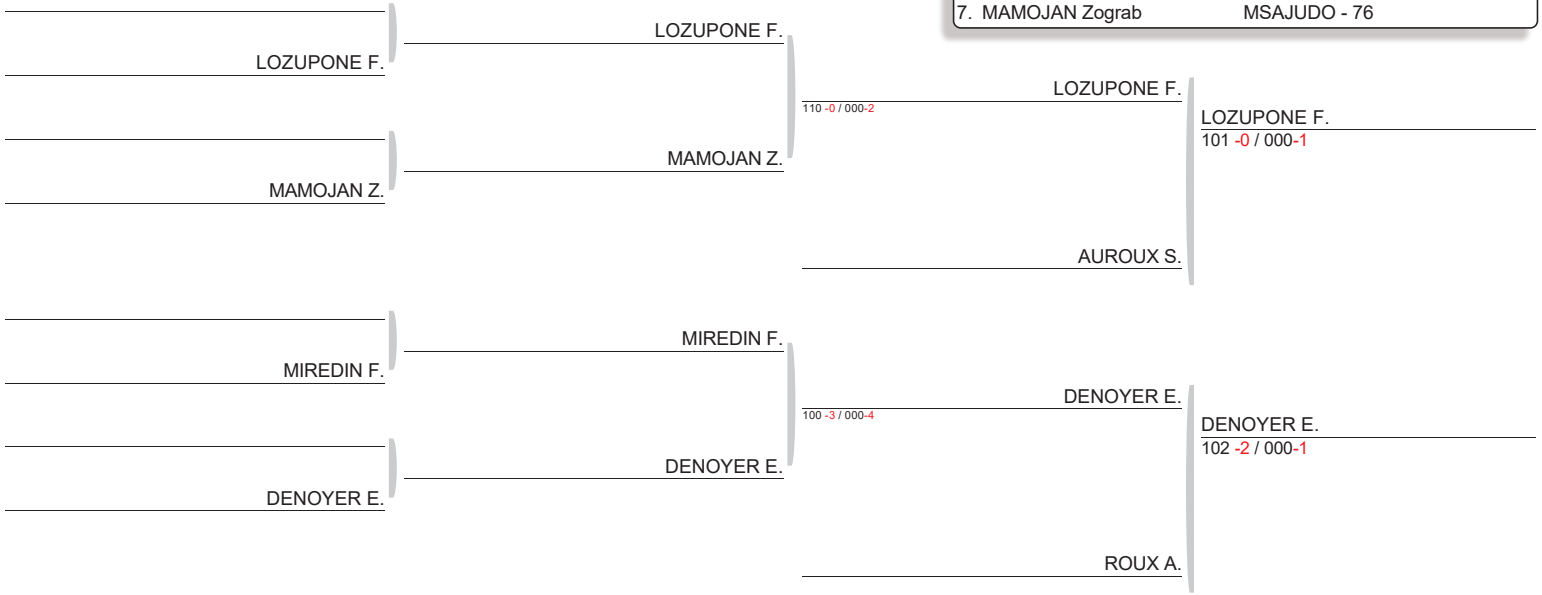 7. MAMOJAN Zograb MSAJUDO - 76
LOZUPONE F.
LOZUPONE F.
LOZUPONE F.
110 -0 / 000-2
LOZUPONE F.
101 -0 / 000-1
MAMOJAN Z.
MAMOJAN Z.
AUROUX S.
MIREDIN F.
MIREDIN F.
DENOYER E.
100 -3 / 000-4
DENOYER E.
102 -2 / 000-1
DENOYER E.
DENOYER E.
ROUX A.